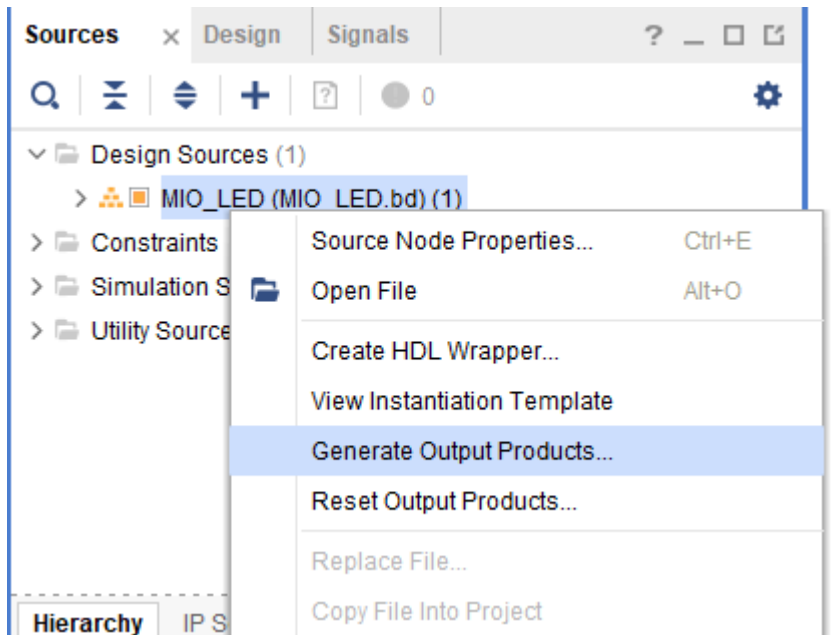 Sources × Design Signals ? _
0
Design Sources (1)
MIO_LED (MIO_LED.bd) (1)
Constraints
Source Node Properties... Ctrl+E
Simulation S
Open File Alt+O
Utility Source
Create HDL Wrapper...
View Instantiation Template
Generate Output Products...
Reset Output Products...
Replace File...
Copy File Into Project
Hierarchy IP S